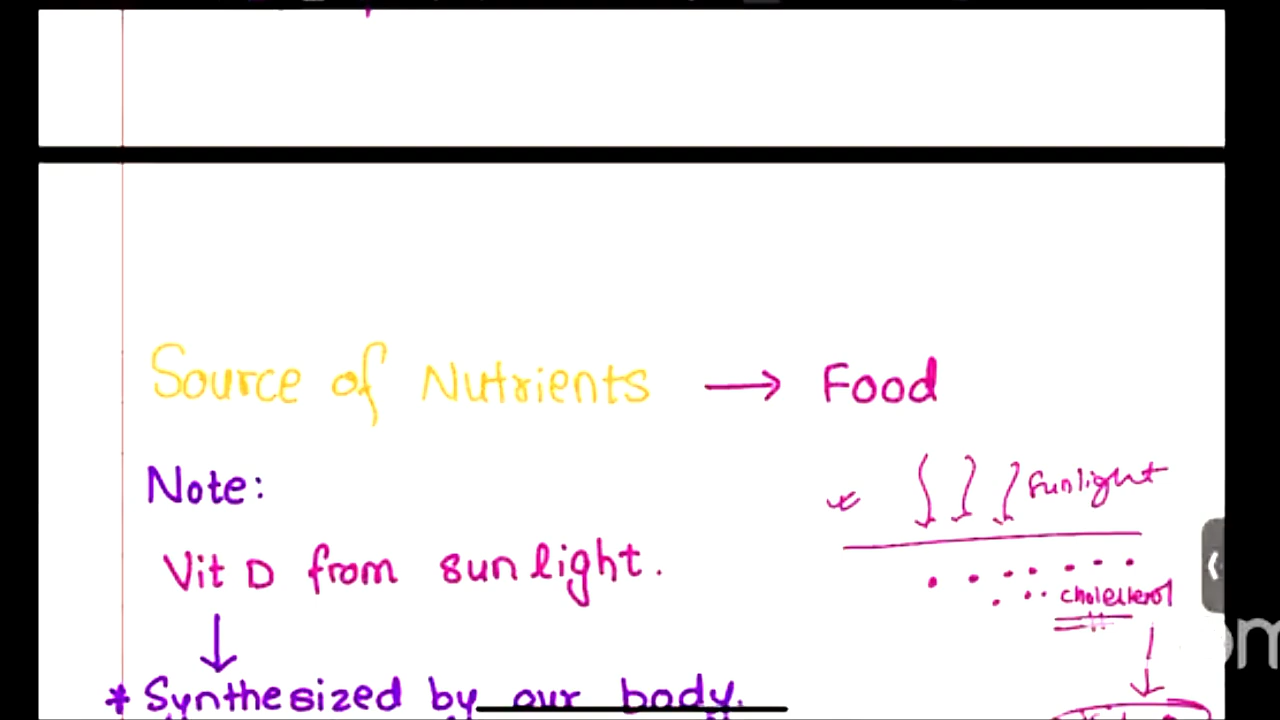 Source of Nutrients → Food
Note:
sunlight
Vit D from sunlight.
cholesterol
* Synthesized by our body.